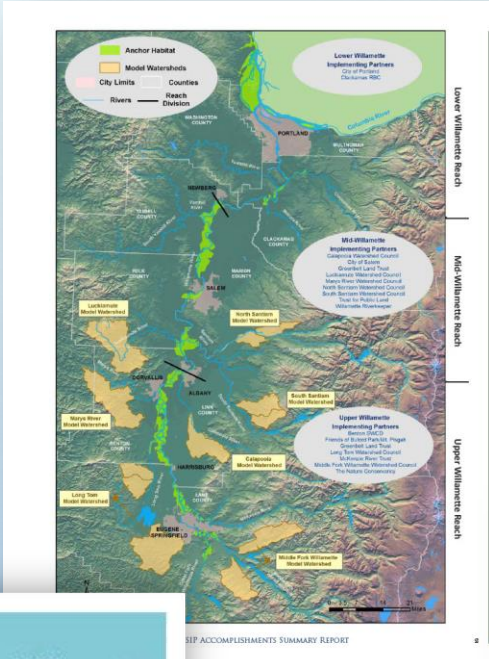 Anchor Habitat
Model Watersheds
City Limits
Counties
Rivers
Reach Division
Lower Willamette
Implementing Partners
City of Portland
Clackamas RBC
WASHINGTON COUNTY
PORTLAND
Columbia River
MULTNOMAH COUNTY
Lower Willamette Reach
NEWBERG
YAMHILL COUNTY
CLACKAMAS COUNTY
Mid-Willamette
Implementing Partners
Calapooia Watershed Council
City of Salem
Greenbelt Land Trust
Luckiamute Watershed Council
Marys River Watershed Council
North Santiam Watershed Council
South Santiam Watershed Council
Trust for Public Land
Willamette Riverkeeper
Mid-Willamette Reach
POLK COUNTY
MARION COUNTY
SALEM
Luckiamute
Model Watershed
North Santiam
Model Watershed
CORVALLIS
ALBANY
LINN COUNTY
South Santiam
Model Watershed
Marys River
Model Watershed
BENTON COUNTY
Calapooia
Model Watershed
HARRISBURG
Upper Willamette
Implementing Partners
Benton SWCD
Greenbelt Land Trust
Long Tom Watershed Council
McKenzie River Trust
Middle Fork Willamette Watershed Council
The Nature Conservancy
Upper Willamette Reach
Long Tom
Model Watershed
LANE COUNTY
EUGENE
SPRINGFIELD
Middle Fork Willamette
Model Watershed
Miles
SIP ACCOMPLISHMENTS SUMMARY REPORT